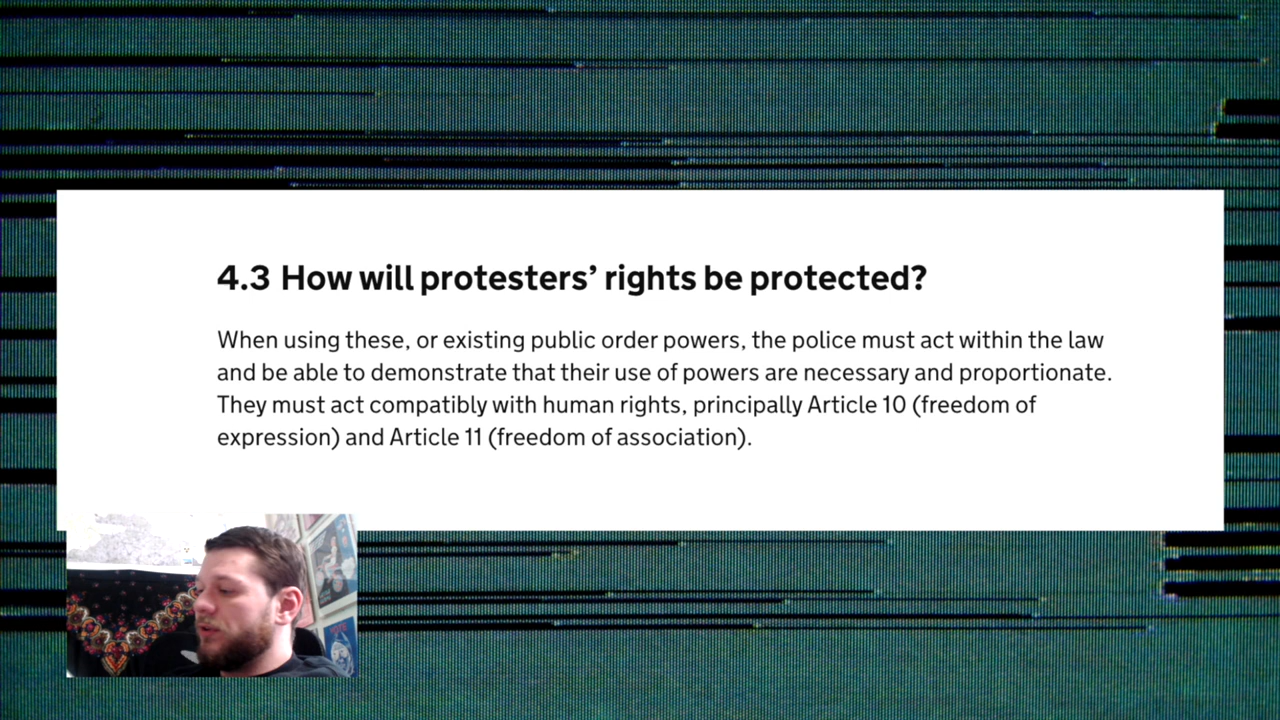 4.3 How will protesters’ rights be protected?
When using these, or existing public order powers, the police must act within the law
and be able to demonstrate that their use of powers are necessary and proportionate.
They must act compatibly with human rights, principally Article 10 (freedom of
expression) and Article 11 (freedom of association).